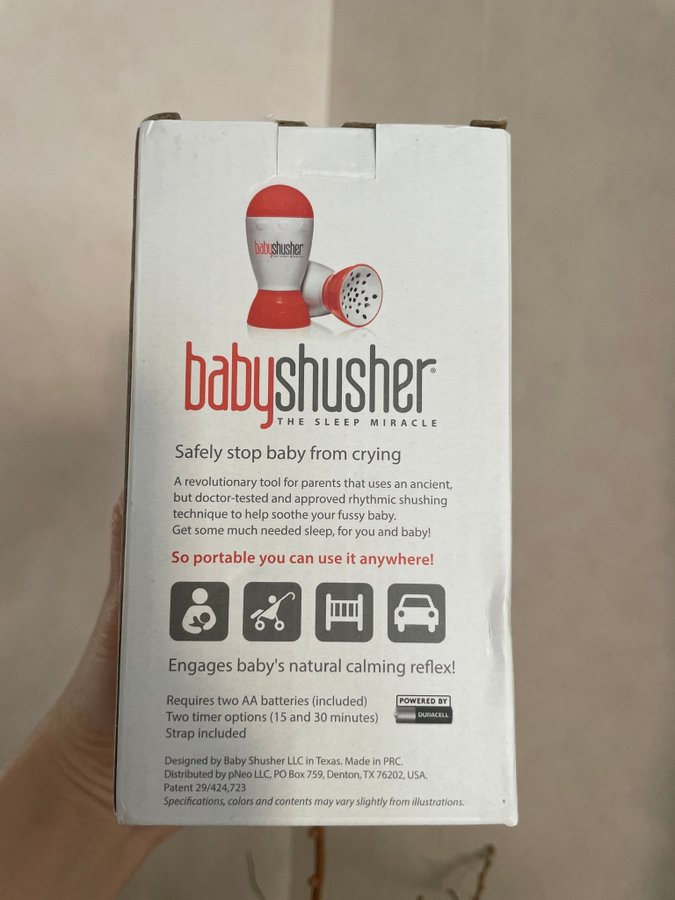 babyshusher
THE SLEEP MIRACLE
babyshusher®
THE SLEEP MIRACLE
Safely stop baby from crying
A revolutionary tool for parents that uses an ancient,
but doctor-tested and approved rhythmic shushing
technique to help soothe your fussy baby.
Get some much needed sleep, for you and baby!
So portable you can use it anywhere!
Engages baby's natural calming reflex!
Requires two AA batteries (included)
Two timer options (15 and 30 minutes)
Strap included
POWERED BY
DURACELL
Designed by Baby Shusher LLC in Texas. Made in PRC.
Distributed by pNeo LLC, PO Box 759, Denton, TX 76202, USA.
Patent 29/424,723
Specifications, colors and contents may vary slightly from illustrations.